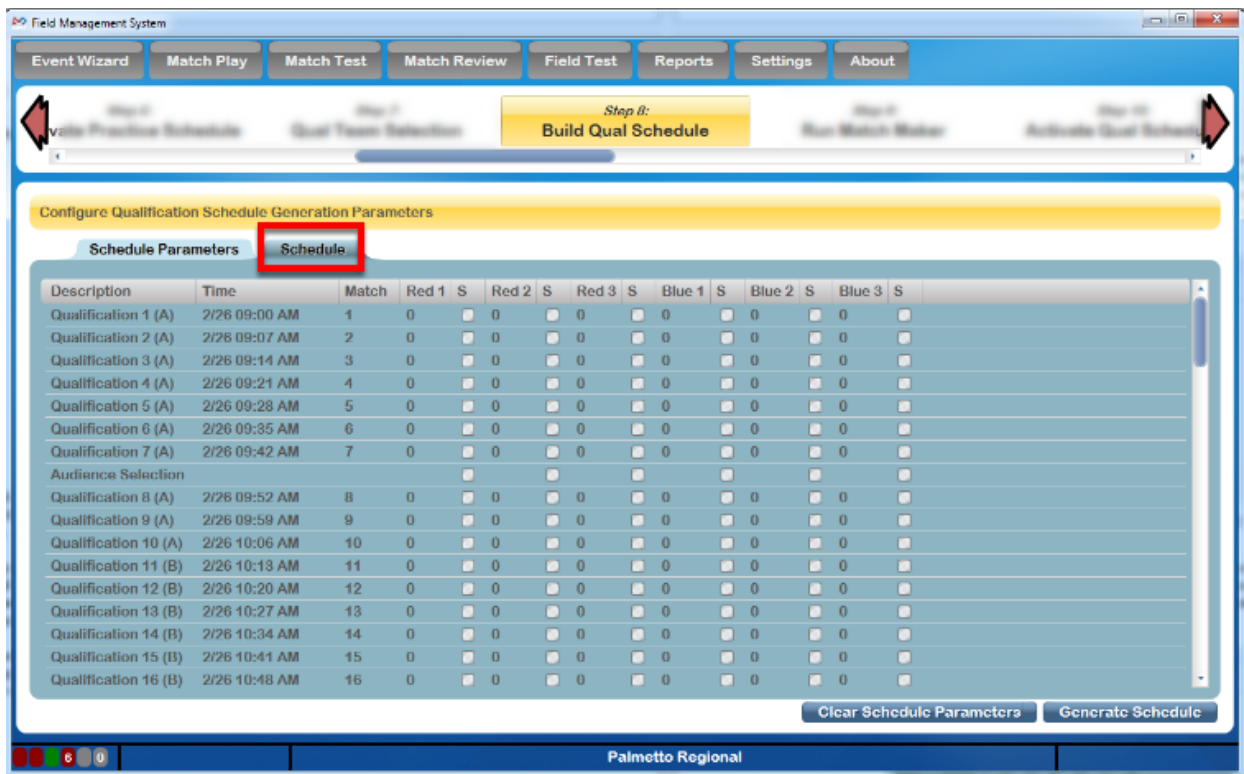 Field Management System
Event Wizard Match Play Match Test Match Review Field Test Reports Settings About
Step 8:
vate Practice Schedule Qual Team Selection Build Qual Schedule Run Match Maker Activate Qual Schedu
Configure Qualification Schedule Generation Parameters
Schedule Parameters Schedule
Description Time Match Red 1 S Red 2 S Red 3 S Blue 1 S Blue 2 S Blue 3 S
Qualification 1 (A) 2/26 09:00 AM 1 0 0 0 0 0 0
Qualification 2 (A) 2/26 09:07 AM 2 0 0 0 0 0 0
Qualification 3 (A) 2/26 09:14 AM 3 0 0 0 0 0 0
Qualification 4 (A) 2/26 09:21 AM 4 0 0 0 0 0 0
Qualification 5 (A) 2/26 09:28 AM 5 0 0 0 0 0 0
Qualification 6 (A) 2/26 09:35 AM 6 0 0 0 0 0 0
Qualification 7 (A) 2/26 09:42 AM 7 0 0 0 0 0 0
Audience Selection
Qualification 8 (A) 2/26 09:52 AM 8 0 0 0 0 0 0
Qualification 9 (A) 2/26 09:59 AM 9 0 0 0 0 0 0
Qualification 10 (A) 2/26 10:06 AM 10 0 0 0 0 0 0
Qualification 11 (B) 2/26 10:13 AM 11 0 0 0 0 0 0
Qualification 12 (B) 2/26 10:20 AM 12 0 0 0 0 0 0
Qualification 13 (B) 2/26 10:27 AM 13 0 0 0 0 0 0
Qualification 14 (B) 2/26 10:34 AM 14 0 0 0 0 0 0
Qualification 15 (B) 2/26 10:41 AM 15 0 0 0 0 0 0
Qualification 16 (B) 2/26 10:48 AM 16 0 0 0 0 0 0
Clear Schedule Parameters Generate Schedule
6 0 Palmetto Regional